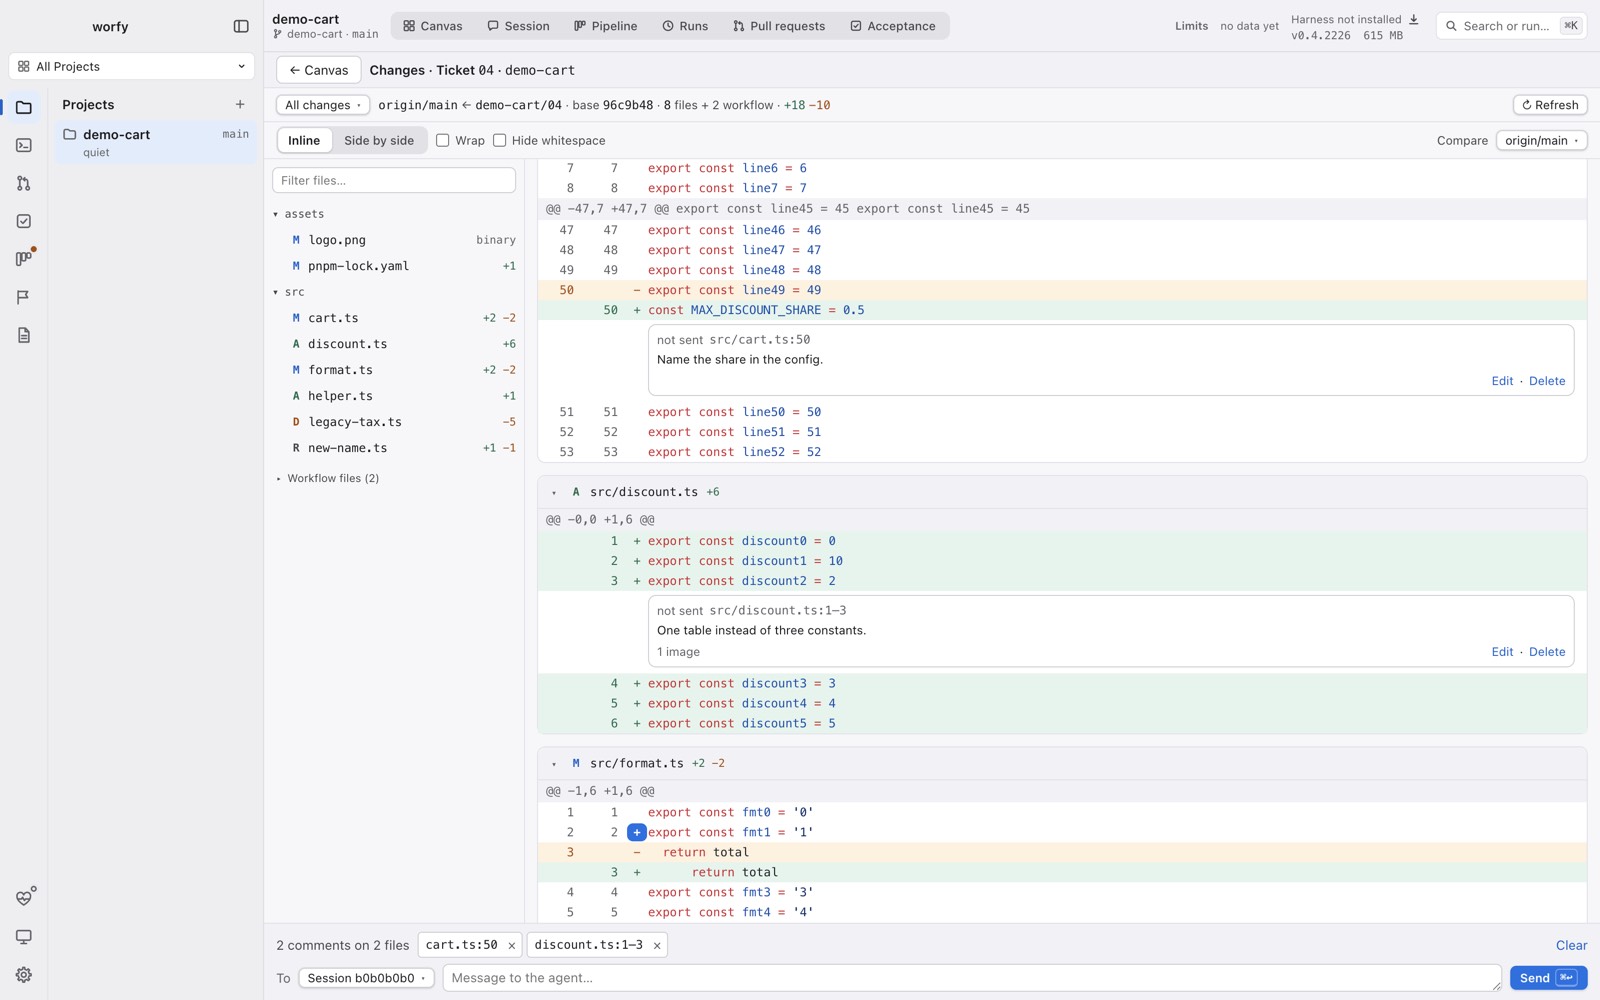 worfy
All Projects
Projects +
demo-cart main
quiet
demo-cart
demo-cart · main
Canvas Session Pipeline Runs Pull requests Acceptance
Limits no data yet
Harness not installed
v0.4.2226 615 MB
Search or run... ⌘K
← Canvas Changes · Ticket 04 · demo-cart
All changes origin/main ← demo-cart/04 · base 96c9b48 · 8 files + 2 workflow · +18 −10
Refresh
Inline Side by side Wrap Hide whitespace
Compare origin/main
Filter files...
assets
M logo.png binary
M pnpm-lock.yaml +1
src
M cart.ts +2 −2
A discount.ts +6
M format.ts +2 −2
A helper.ts +1
D legacy-tax.ts −5
R new-name.ts +1 −1
Workflow files (2)
7 7 export const line6 = 6
8 8 export const line7 = 7
@@ −47,7 +47,7 @@ export const line45 = 45 export const line45 = 45
47 47 export const line46 = 46
48 48 export const line47 = 47
49 49 export const line48 = 48
50 − export const line49 = 49
50 + const MAX_DISCOUNT_SHARE = 0.5
not sent src/cart.ts:50
Name the share in the config.
Edit · Delete
51 51 export const line50 = 50
52 52 export const line51 = 51
53 53 export const line52 = 52
A src/discount.ts +6
@@ −0,0 +1,6 @@
1 + export const discount0 = 0
2 + export const discount1 = 10
3 + export const discount2 = 2
not sent src/discount.ts:1–3
One table instead of three constants.
1 image Edit · Delete
4 + export const discount3 = 3
5 + export const discount4 = 4
6 + export const discount5 = 5
M src/format.ts +2 −2
@@ −1,6 +1,6 @@
1 1 export const fmt0 = '0'
2 2 + export const fmt1 = '1'
3 − return total
3 + return total
4 4 export const fmt3 = '3'
5 5 export const fmt4 = '4'
2 comments on 2 files cart.ts:50 × discount.ts:1–3 ×
Clear
To Session b0b0b0b0 Message to the agent...
Send ⌘↩